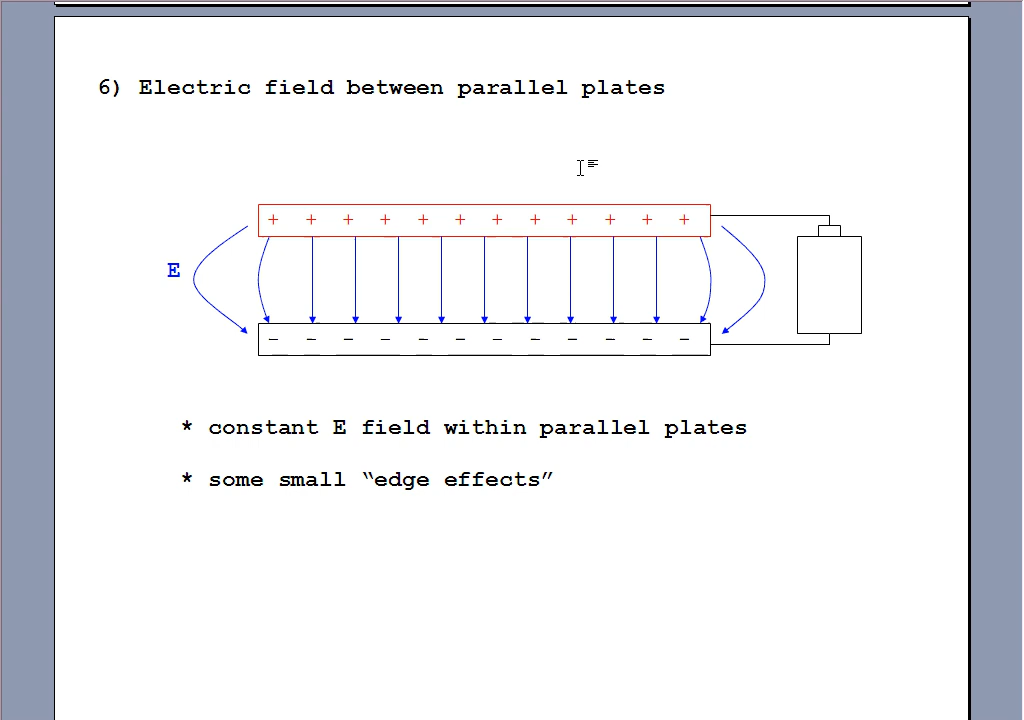 6) Electric field between parallel plates
+ + + + + + + + + + + +
E
− − − − − − − − − − − −
* constant E field within parallel plates
* some small “edge effects”